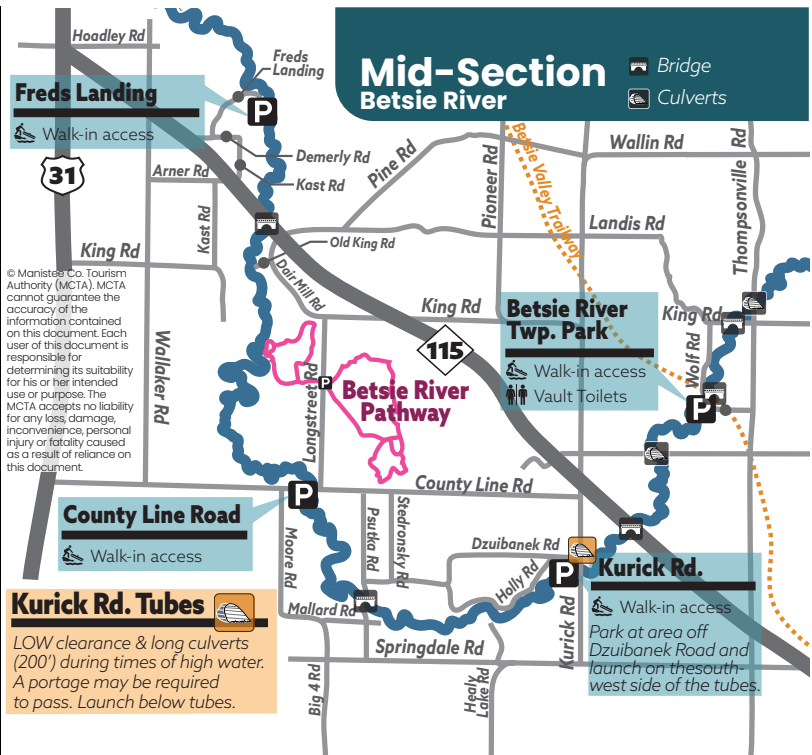 Mid-Section
Betsie River
Bridge
Culverts
Hoadley Rd
Freds
Landing
Freds Landing
P
Walk-in access
31
Demerly Rd
Kast Rd
Arner Rd
Kast Rd
Pine Rd
Pioneer Rd
Betsie Valley Trailway
Wallin Rd
Thompsonville Rd
Landis Rd
Old King Rd
Dair Mill Rd
King Rd
King Rd
King Rd
© Manistee Co. Tourism
Authority (MCTA). MCTA
cannot guarantee the
accuracy of the
information contained
on this document. Each
user of this document is
responsible for
determining its suitability
for his or her intended
use or purpose. The
MCTA accepts no liability
for any loss, damage,
inconvenience, personal
injury or fatality caused
as a result of reliance on
this document.
Wallaker Rd
Longstreet Rd
P
Betsie River
Pathway
115
Betsie River
Twp. Park
Walk-in access
Vault Toilets
Wolf Rd
P
County Line Rd
County Line Road
Walk-in access
P
Moore Rd
Psutka Rd
Stedronsky Rd
Dzuibanek Rd
Holly Rd
P
Kurick Rd
Kurick Rd.
Walk-in access
Park at area off
Dzuibanek Road and
launch on thesouth-
west side of the tubes.
Kurick Rd. Tubes
LOW clearance & long culverts
(200') during times of high water.
A portage may be required
to pass. Launch below tubes.
Mallard Rd
Springdale Rd
Big 4 Rd
Healy
Lake Rd